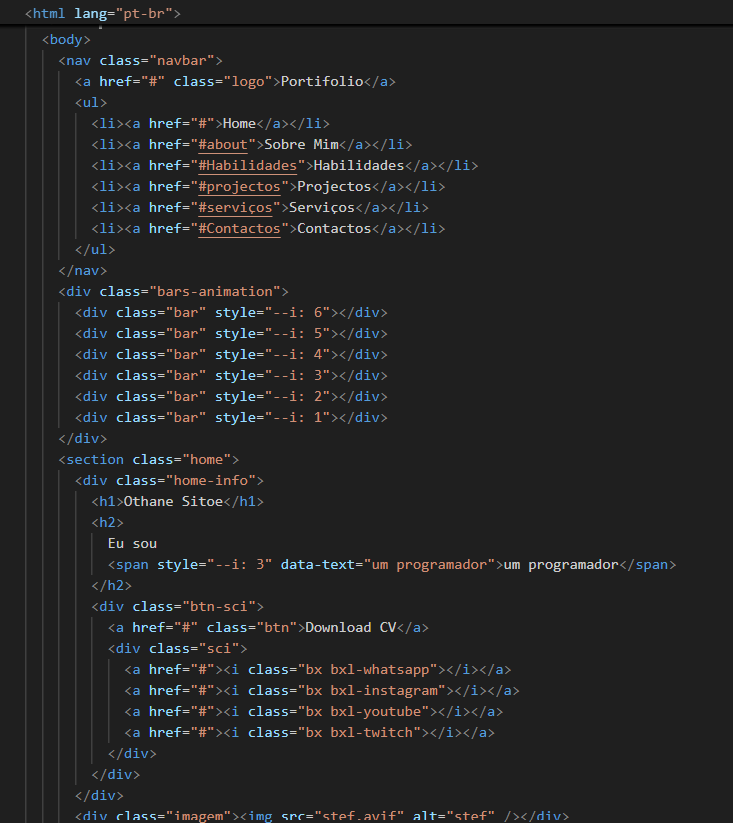 <html lang="pt-br">
<body>
<nav class="navbar">
<a href="#" class="logo">Portifolio</a>
<ul>
<li><a href="#">Home</a></li>
<li><a href="#about">Sobre Mim</a></li>
<li><a href="#Habilidades">Habilidades</a></li>
<li><a href="#projectos">Projectos</a></li>
<li><a href="#serviços">Serviços</a></li>
<li><a href="#Contactos">Contactos</a></li>
</ul>
</nav>
<div class="bars-animation">
<div class="bar" style="--i: 6"></div>
<div class="bar" style="--i: 5"></div>
<div class="bar" style="--i: 4"></div>
<div class="bar" style="--i: 3"></div>
<div class="bar" style="--i: 2"></div>
<div class="bar" style="--i: 1"></div>
</div>
<section class="home">
<div class="home-info">
<h1>Othane Sitoe</h1>
<h2>
Eu sou
<span style="--i: 3" data-text="um programador">um programador</span>
</h2>
<div class="btn-sci">
<a href="#" class="btn">Download CV</a>
<div class="sci">
<a href="#"><i class="bx bxl-whatsapp"></i></a>
<a href="#"><i class="bx bxl-instagram"></i></a>
<a href="#"><i class="bx bxl-youtube"></i></a>
<a href="#"><i class="bx bxl-twitch"></i></a>
</div>
</div>
</div>
<div class="imagem"><img src="stef.avif" alt="stef" /></div>